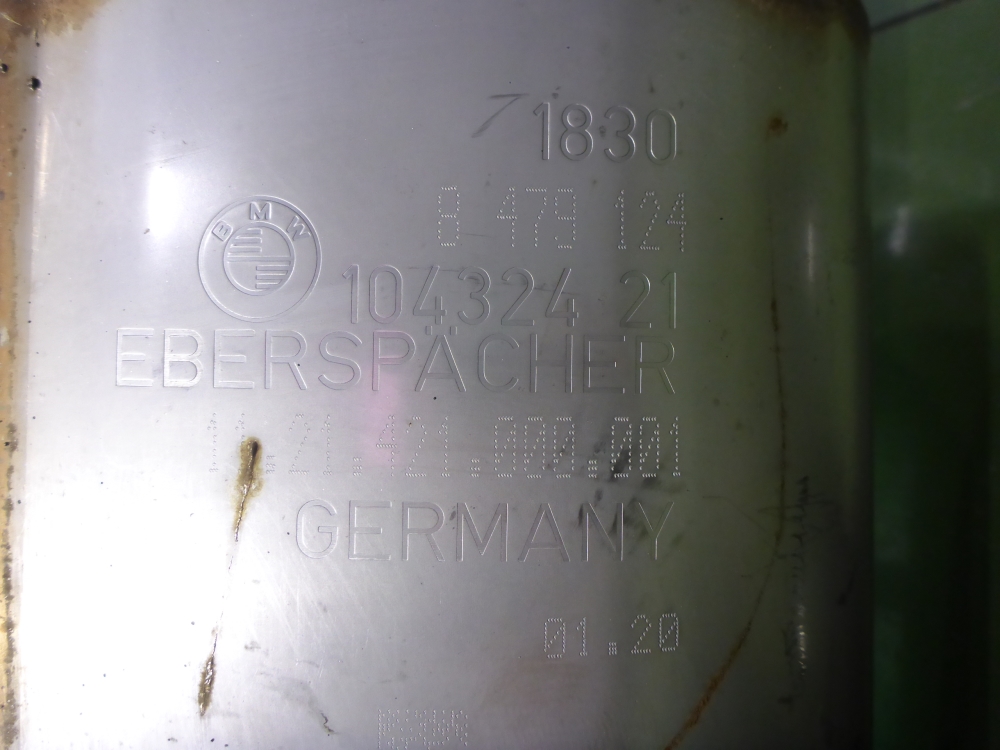 1830
8 479 124
BMW
104324 21
EBERSPÄCHER
.21.421.000.001
GERMANY
01.20